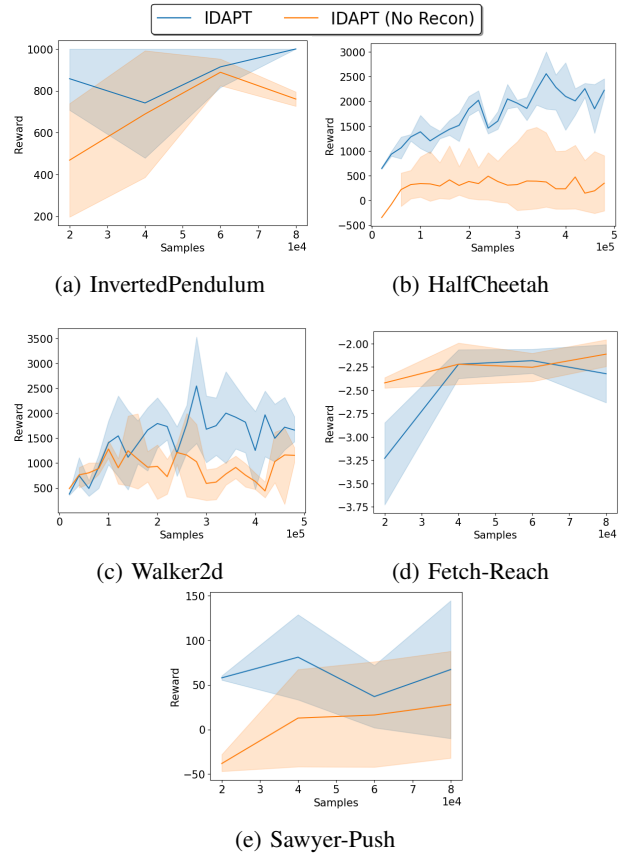 IDAPT IDAPT (No Recon)
1000
800
600
400
200
Reward
2 3 4 5 6 7 8
Samples
1e4
(a) InvertedPendulum
3000
2500
2000
1500
1000
500
0
−500
Reward
0 1 2 3 4 5
Samples
1e5
(b) HalfCheetah
3500
3000
2500
2000
1500
1000
500
Reward
0 1 2 3 4 5
Samples
1e5
(c) Walker2d
−2.00
−2.25
−2.50
−2.75
−3.00
−3.25
−3.50
−3.75
Reward
2 3 4 5 6 7 8
Samples
1e4
(d) Fetch-Reach
150
100
50
0
−50
Reward
2 3 4 5 6 7 8
Samples
1e4
(e) Sawyer-Push